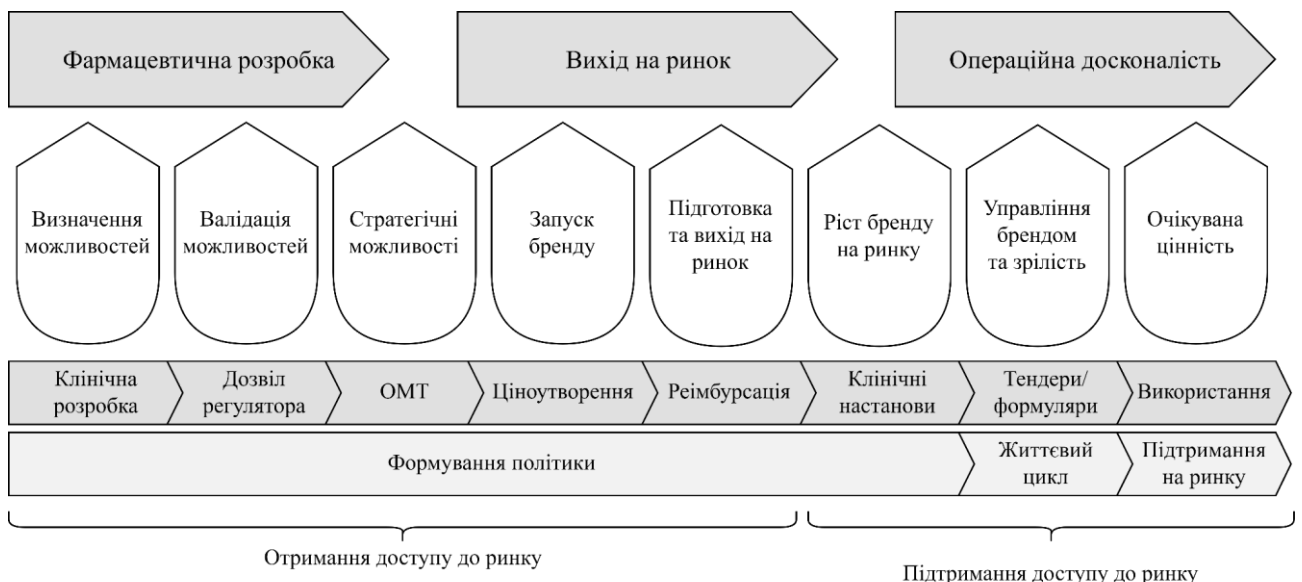 Фармацевтична розробка
Вихід на ринок
Операційна досконалість
Визначення
можливостей
Валідація
можливостей
Стратегічні
можливості
Запуск
бренду
Підготовка
та вихід на
ринок
Ріст бренду
на ринку
Управління
брендом
та зрілість
Очікувана
цінність
Клінічна
розробка
Дозвіл
регулятора
ОМТ
Ціноутворення
Реімбурсація
Клінічні
настанови
Тендери/
формуляри
Використання
Формування політики
Життєвий
цикл
Підтримання
на ринку
Отримання доступу до ринку
Підтримання доступу до ринку